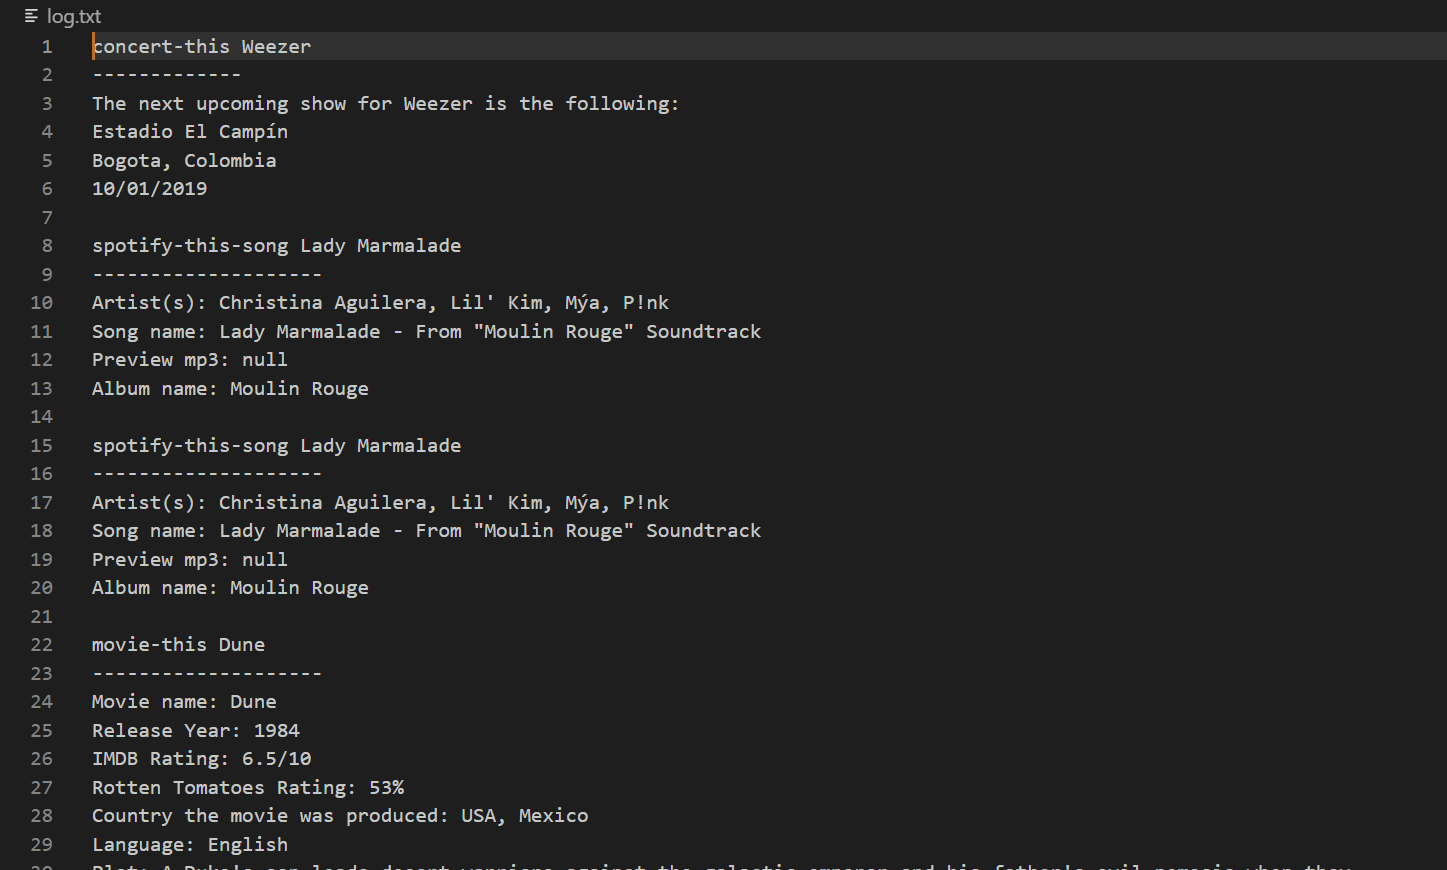 log.txt
1 concert-this Weezer
2 -------------
3 The next upcoming show for Weezer is the following:
4 Estadio El Campín
5 Bogota, Colombia
6 10/01/2019
7
8 spotify-this-song Lady Marmalade
9 --------------------
10 Artist(s): Christina Aguilera, Lil' Kim, Mýa, P!nk
11 Song name: Lady Marmalade - From "Moulin Rouge" Soundtrack
12 Preview mp3: null
13 Album name: Moulin Rouge
14
15 spotify-this-song Lady Marmalade
16 --------------------
17 Artist(s): Christina Aguilera, Lil' Kim, Mýa, P!nk
18 Song name: Lady Marmalade - From "Moulin Rouge" Soundtrack
19 Preview mp3: null
20 Album name: Moulin Rouge
21
22 movie-this Dune
23 --------------------
24 Movie name: Dune
25 Release Year: 1984
26 IMDB Rating: 6.5/10
27 Rotten Tomatoes Rating: 53%
28 Country the movie was produced: USA, Mexico
29 Language: English